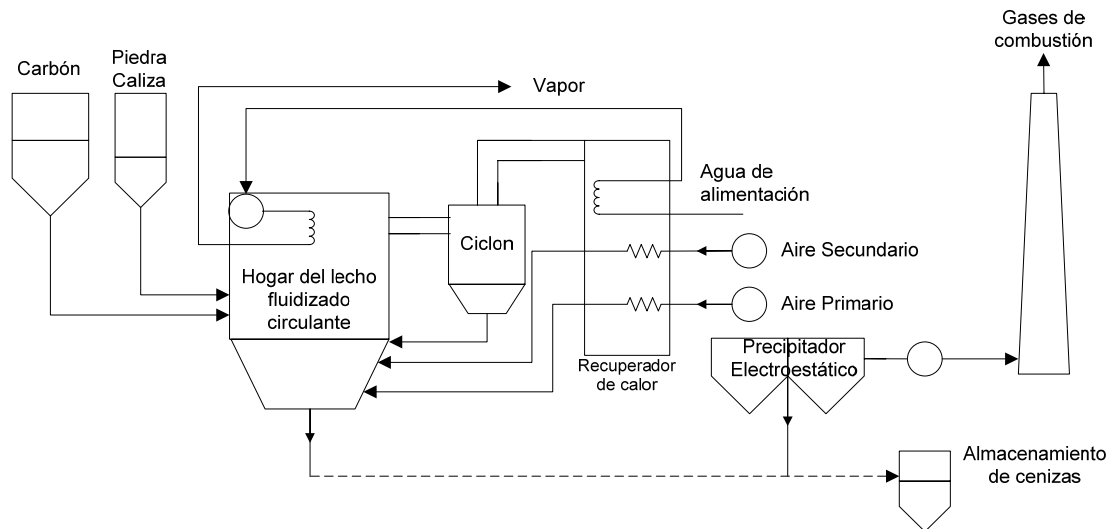 Gases de
combustión
Carbón
Piedra
Caliza
Vapor
Agua de
alimentación
Ciclon
Aire Secundario
Hogar del lecho
fluidizado
circulante
Aire Primario
Precipitador
Electroestático
Recuperador
de calor
Almacenamiento
de cenizas